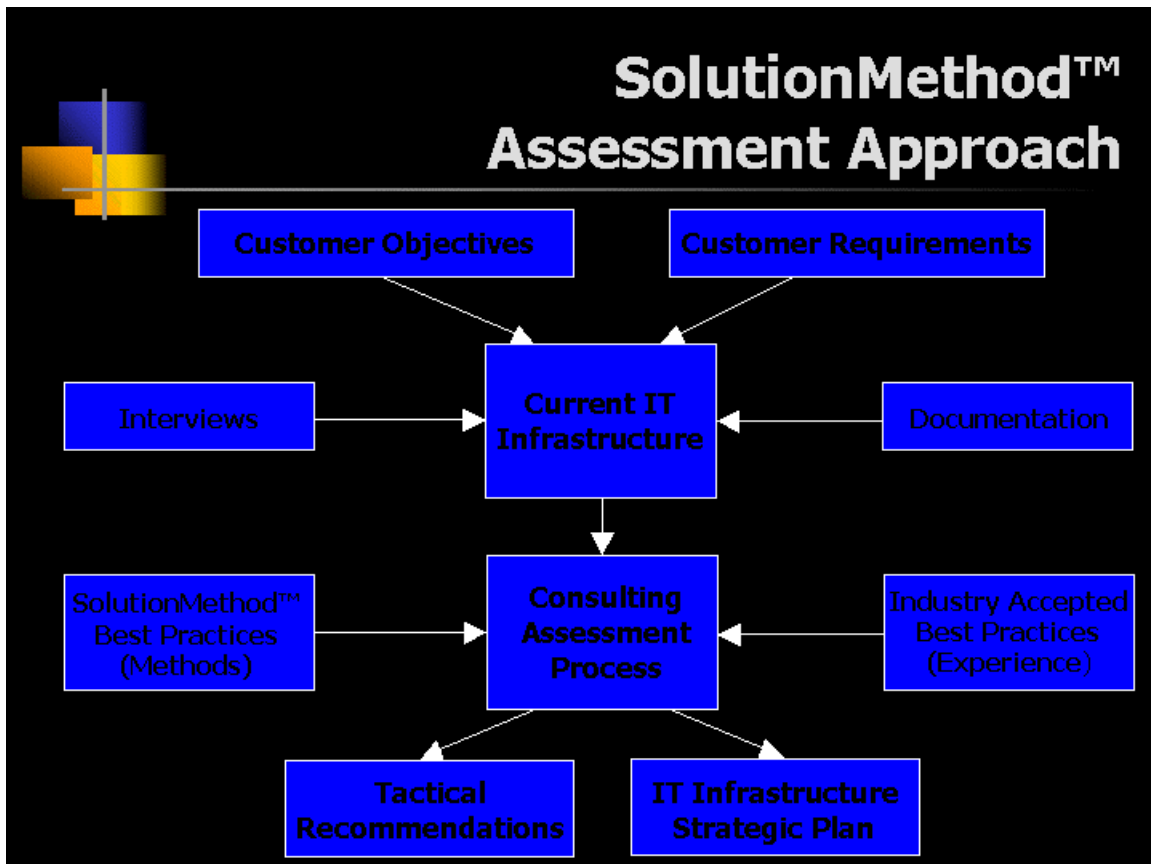 SolutionMethod™
Assessment Approach
Customer Objectives
Customer Requirements
Interviews
Current IT
Infrastructure
Documentation
SolutionMethod™
Best Practices
(Methods)
Consulting
Assessment
Process
Industry Accepted
Best Practices
(Experience)
Tactical
Recommendations
IT Infrastructure
Strategic Plan